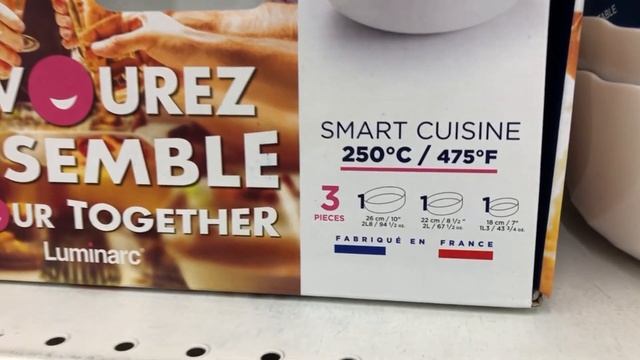 V UREZ
SEMBLE
UR TOGETHER
Luminarc
SMART CUISINE
250°C / 475°F
3
PIECES
1
26 cm / 10"
2L8 / 94 1/2 oz.
1
22 cm / 8 1/2"
2L / 67 1/2 oz.
1
18 cm / 7"
1L3 / 43 3/4 oz.
FABRIQUÉ EN FRANCE
ABLE